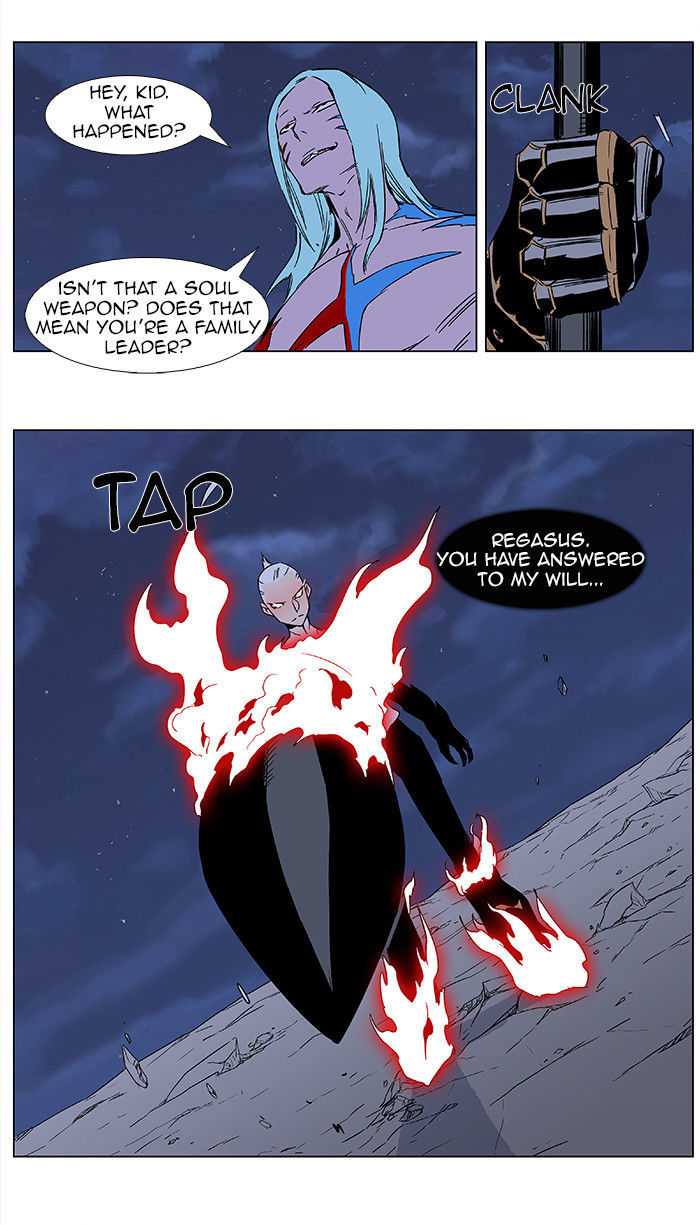 HEY, KID.
WHAT
HAPPENED?
CLANK
ISN'T THAT A SOUL
WEAPON? DOES THAT
MEAN YOU'RE A FAMILY
LEADER?
TAP
REGASUS.
YOU HAVE ANSWERED
TO MY WILL...